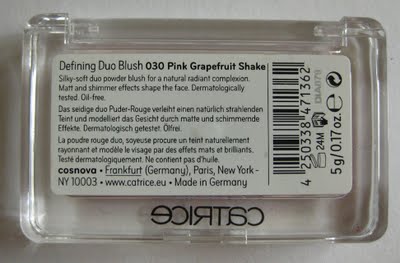 Defining Duo Blush 030 Pink Grapefruit Shake
Silky-soft duo powder blush for a natural radiant complexion.
Matt and shimmer effects shape the face. Dermatologically
tested. Oil-free.
Das seidige duo Puder-Rouge verleiht einen natürlich strahlenden
Teint und modelliert das Gesicht durch matte und schimmernde
Effekte. Dermatologisch getestet. Ölfrei.
La poudre rouge duo, soyeuse procure un teint naturellement
rayonnant et modèle le visage par des effets mats et brillants.
Testé dermatologiquement. Ne contient pas d'huile.
cosnova • Frankfurt (Germany), Paris, New York -
NY 10003 • www.catrice.eu • Made in Germany
4 250338 471362
24M
5 g/0.17 oz.
CATRICE